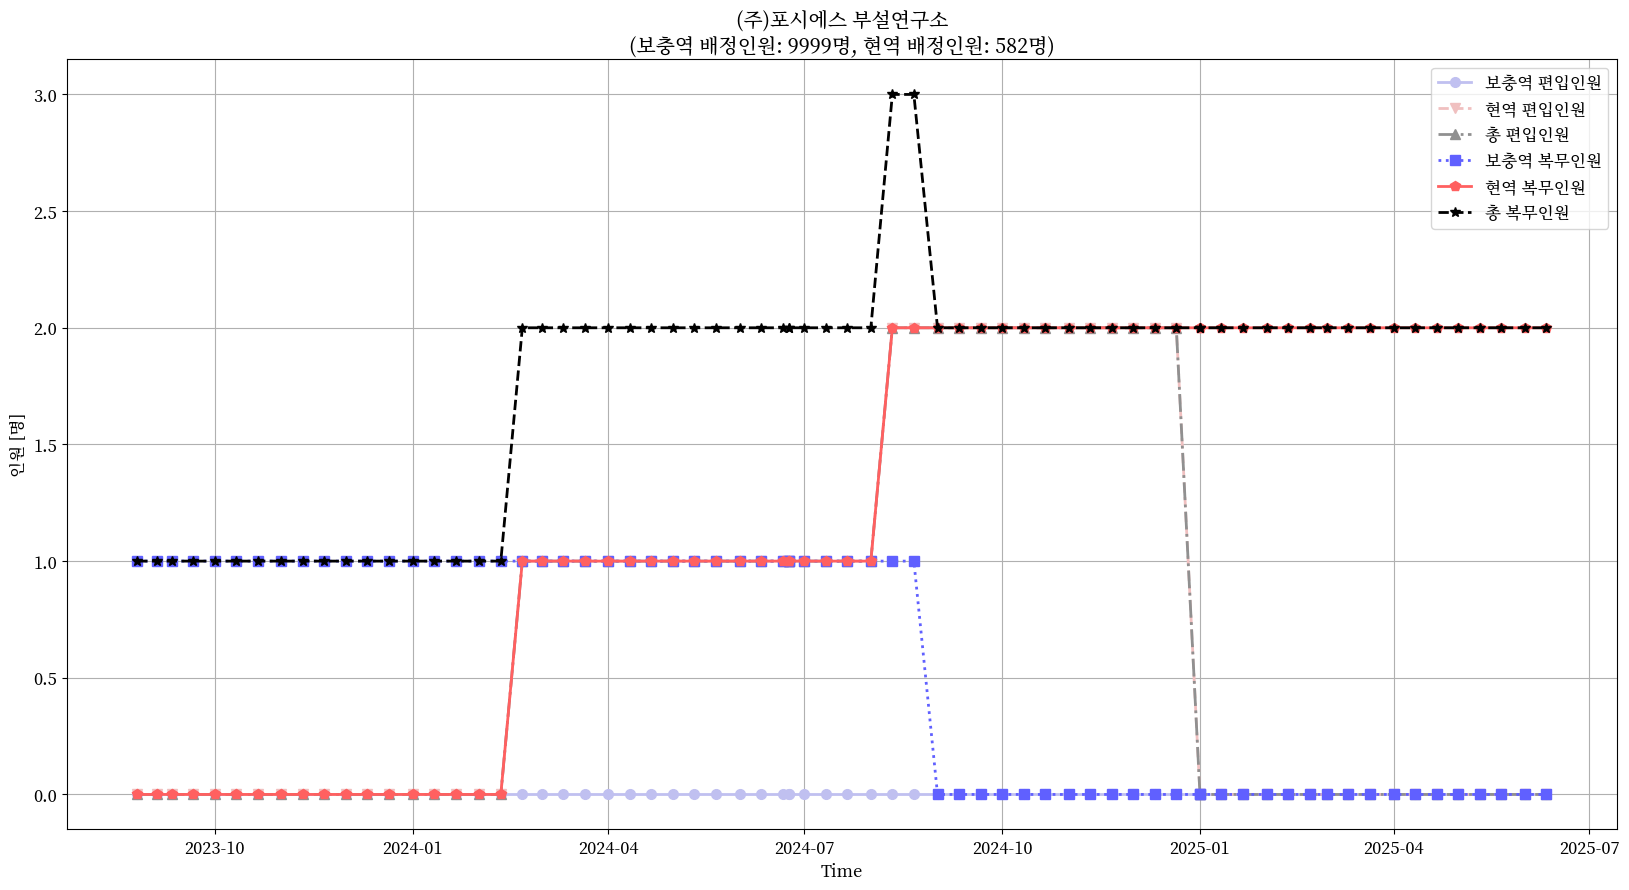 (주)포시에스 부설연구소
(보충역 배정인원: 9999명, 현역 배정인원: 582명)
보충역 편입인원
현역 편입인원
총 편입인원
보충역 복무인원
현역 복무인원
총 복무인원
인원 [명]
3.0
2.5
2.0
1.5
1.0
0.5
0.0
2023-10
2024-01
2024-04
2024-07
2024-10
2025-01
2025-04
2025-07
Time